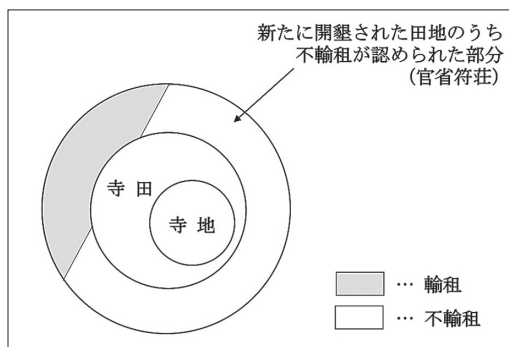 新たに開墾された田地のうち
不輸租が認められた部分
(官省符荘)
寺 田
寺 地
… 輸租
… 不輸租